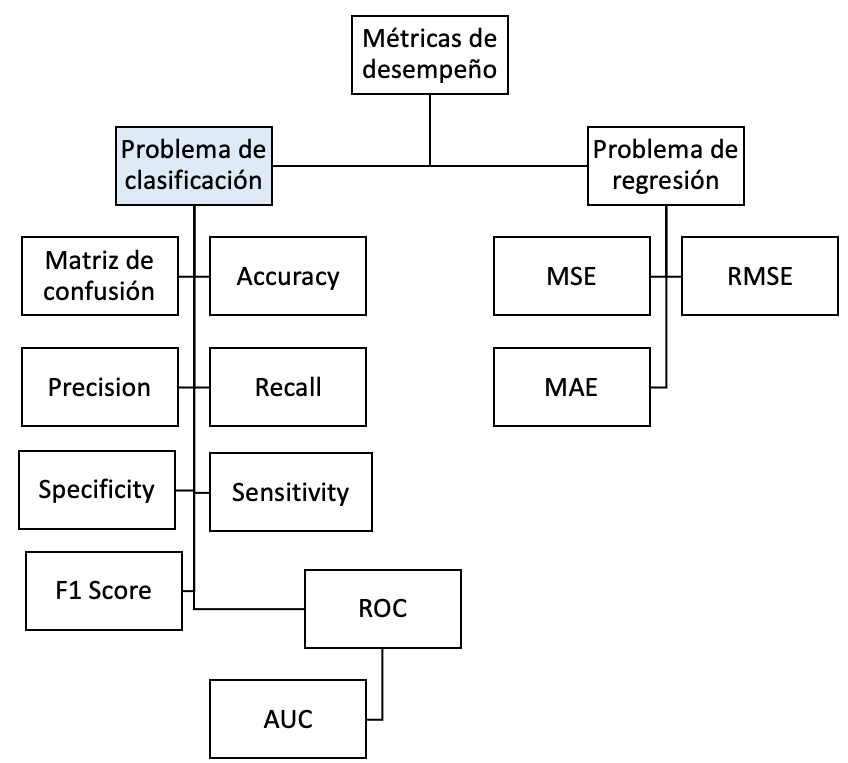 Métricas de
desempeño
Problema de
clasificación
Problema de
regresión
Matriz de
confusión
Accuracy
MSE
RMSE
Precision
Recall
MAE
Specificity
Sensitivity
F1 Score
ROC
AUC